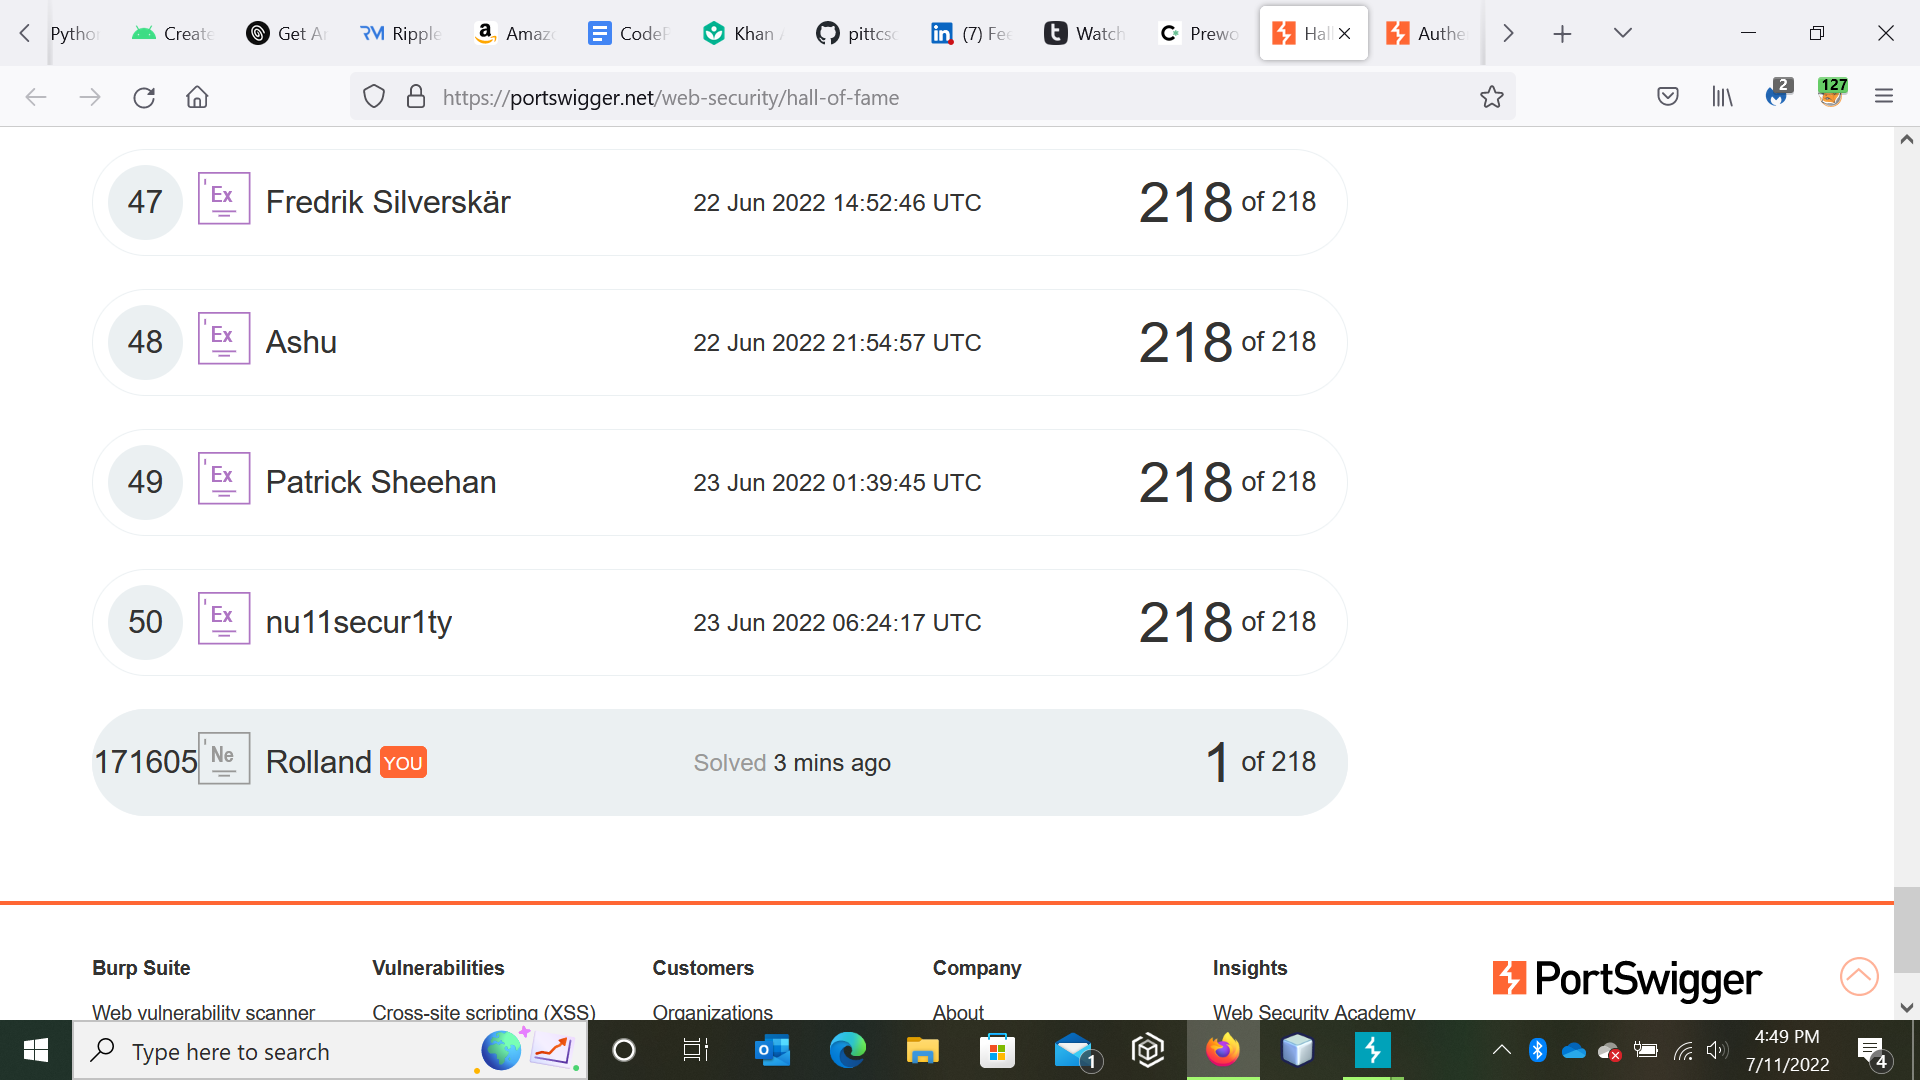 Pytho
Create
Get Ar
RM Ripple
Amaz
CodeP
Khan
pittcsc
(7) Fee
Watch
Prewo
Hall
Authe
https://portswigger.net/web-security/hall-of-fame
2
127
47 Ex Fredrik Silverskär 22 Jun 2022 14:52:46 UTC 218 of 218
48 Ex Ashu 22 Jun 2022 21:54:57 UTC 218 of 218
49 Ex Patrick Sheehan 23 Jun 2022 01:39:45 UTC 218 of 218
50 Ex nu11secur1ty 23 Jun 2022 06:24:17 UTC 218 of 218
171605 Ne Rolland YOU Solved 3 mins ago 1 of 218
Burp Suite Vulnerabilities Customers Company Insights PortSwigger
Web vulnerability scanner Cross-site scripting (XSS) Organizations About Web Security Academy
Type here to search
1
4:49 PM
7/11/2022
4